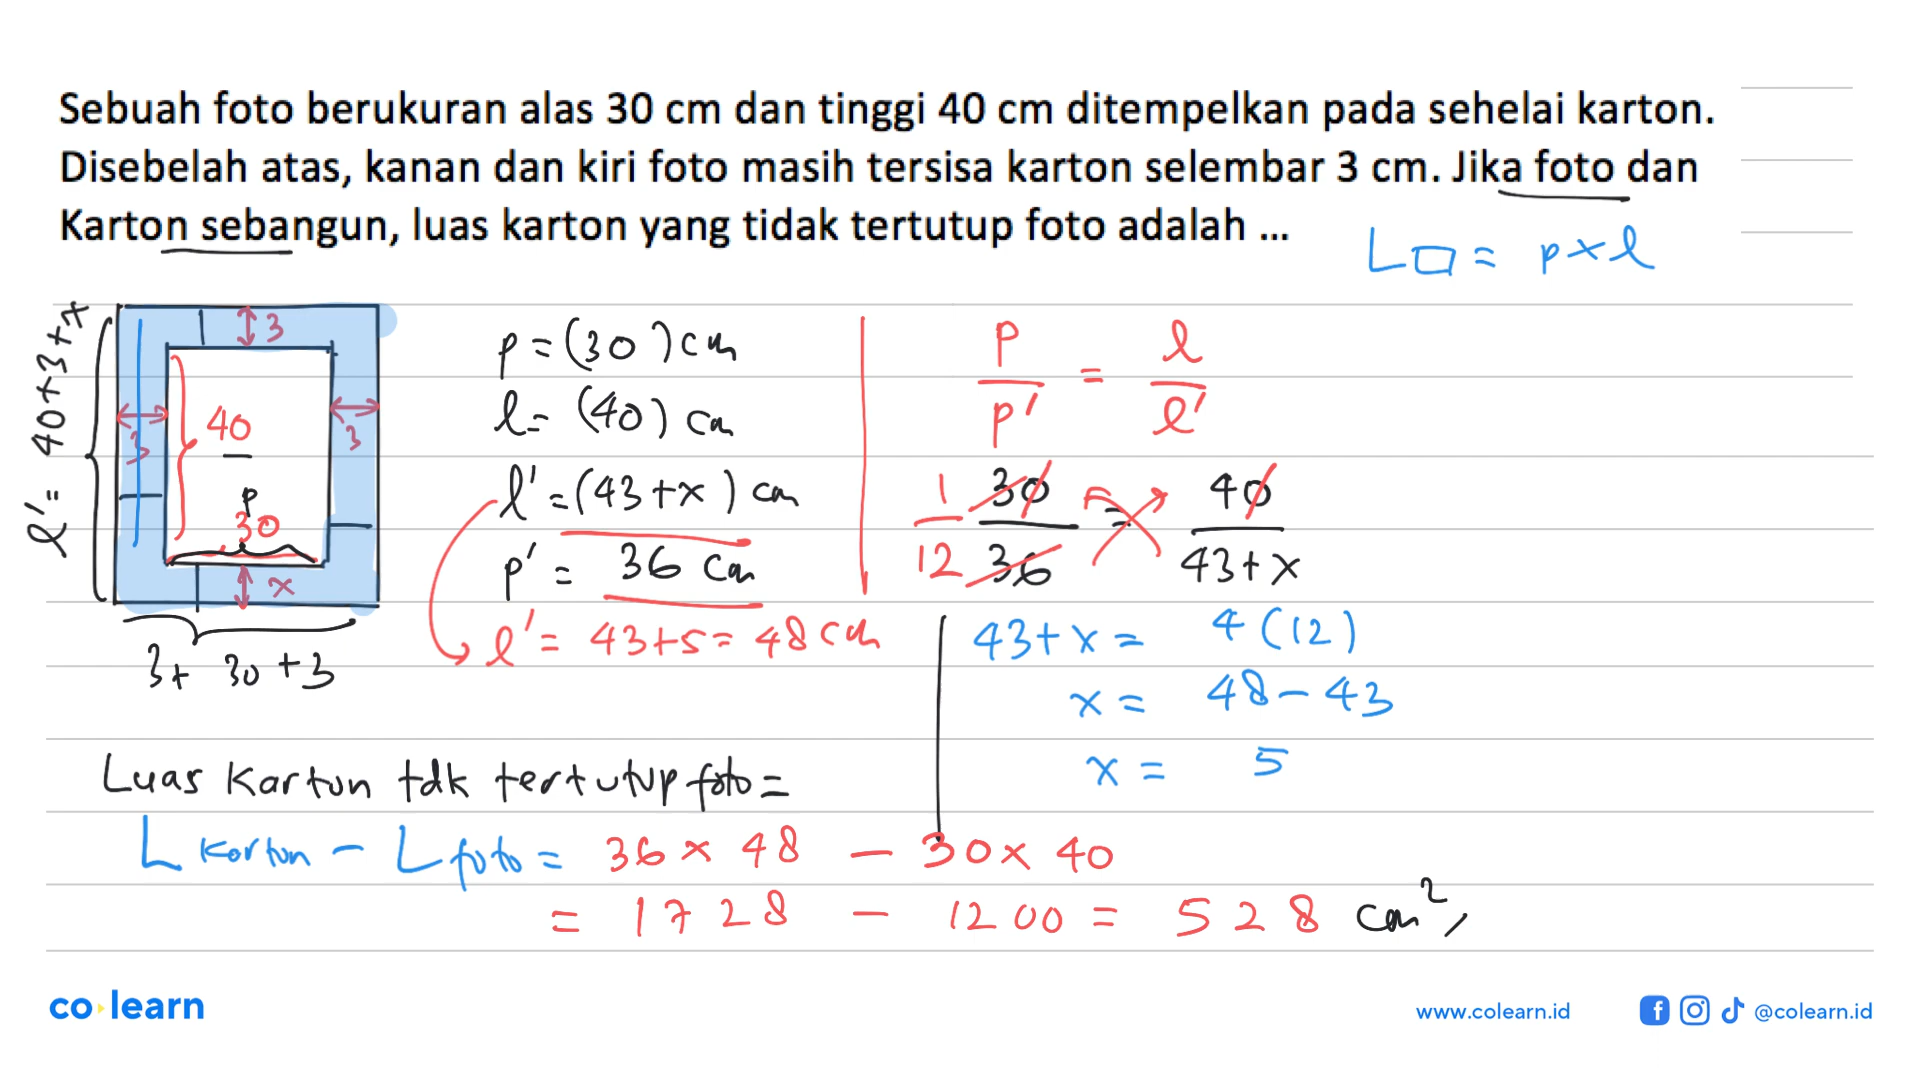 Sebuah foto berukuran alas 30 cm dan tinggi 40 cm ditempelkan pada sehelai karton.
Disebelah atas, kanan dan kiri foto masih tersisa karton selembar 3 cm. Jika foto dan
Karton sebangun, luas karton yang tidak tertutup foto adalah ...
L▭ = p×l
l' = 40+3+x
3
3
40
3
p
30
x
3+ 30 +3
p = (30) cm
l = (40) cm
l' = (43+x) cm
p' = 36 cm
l' = 43+5 = 48 cm
p/p' = l/l'
1/12 30/36 = 40/43+x
43+x = 4(12)
x = 48-43
x = 5
Luas Karton tdk tertutup foto =
L karton - L foto = 36 × 48 - 30 × 40
= 1728 - 1200 = 528 cm²
co learn
www.colearn.id
@colearn.id